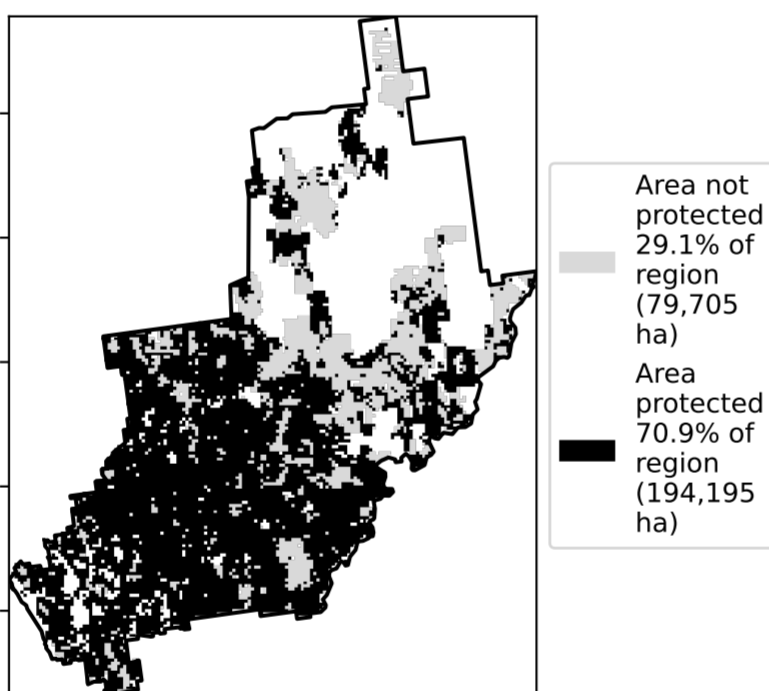 Area not
protected
29.1% of
region
(79,705
ha)
Area
protected
70.9% of
region
(194,195
ha)